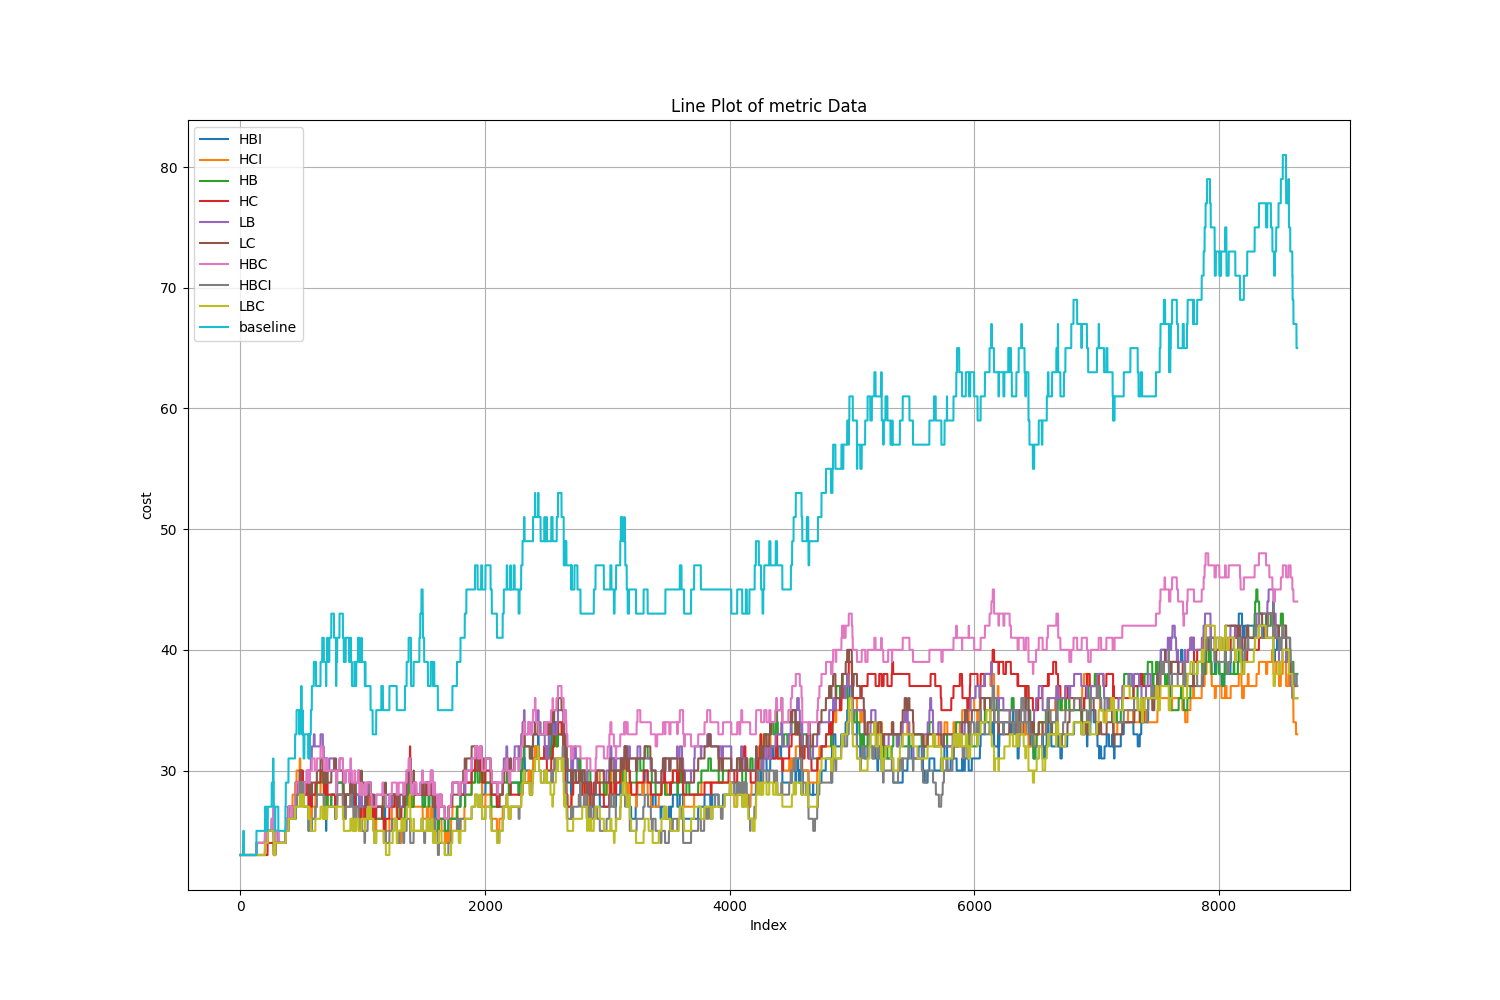 Line Plot of metric Data
HBI
HCI
HB
HC
LB
LC
HBC
HBCI
LBC
baseline
80
70
60
50
40
30
cost
0 2000 4000 6000 8000
Index